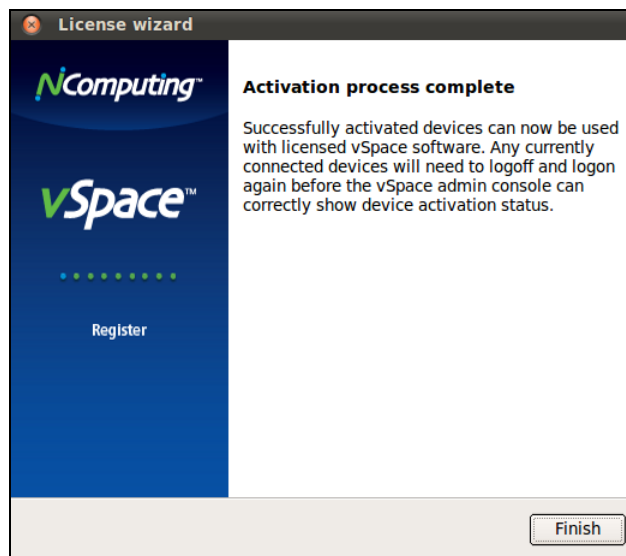 License wizard
NComputing™
vSpace™
Register
Activation process complete
Successfully activated devices can now be used
with licensed vSpace software. Any currently
connected devices will need to logoff and logon
again before the vSpace admin console can
correctly show device activation status.
Finish